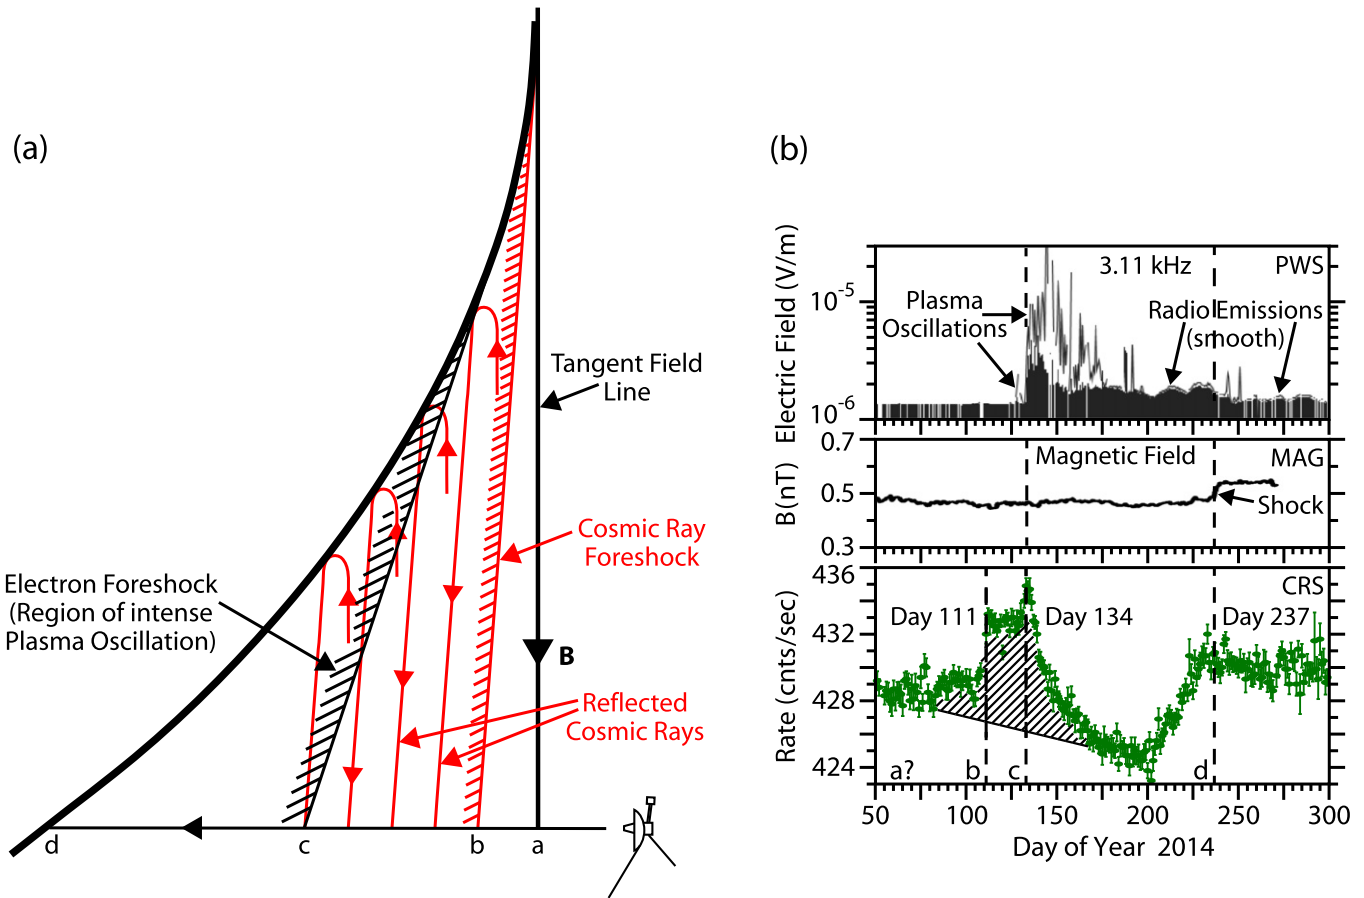 (a)
Tangent Field
Line
Cosmic Ray
Foreshock
Electron Foreshock
(Region of intense
Plasma Oscillation)
B
Reflected
Cosmic Rays
d
c
b
a
(b)
Electric Field (V/m)
10-5
10-6
3.11 kHz
PWS
Plasma
Oscillations
Radio Emissions
(smooth)
B(nT)
0.7
0.5
0.3
Magnetic Field
MAG
Shock
Rate (cnts/sec)
436
432
428
424
CRS
Day 111
Day 134
Day 237
a?
b
c
d
50
100
150
200
250
300
Day of Year 2014